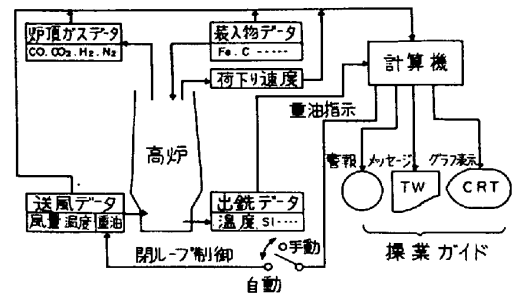 炉頂ガスデータ
CO, CO₂, H₂, N₂
装入物データ
Fe. C -----
荷下り速度
計算機
重油指示
高炉
警報
メッセージ
グラフ表示
TW
CRT
送風データ
風量 温度 重油
出銑データ
温度, Si----
操業ガイド
閉ループ制御
手動
自動